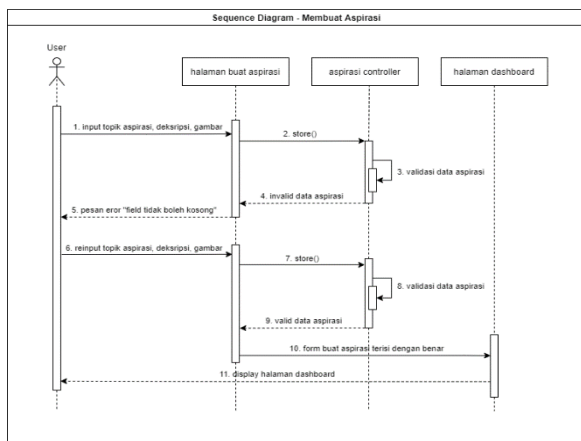 Sequence Diagram - Membuat Aspirasi
User
halaman buat aspirasi
aspirasi controller
halaman dashboard
1. input topik aspirasi, deksripsi, gambar
2. store()
3. validasi data aspirasi
4. invalid data aspirasi
5. pesan eror "field tidak boleh kosong"
6. reinput topik aspirasi, deksripsi, gambar
7. store()
8. validasi data aspirasi
9. valid data aspirasi
10. form buat aspirasi terisi dengan benar
11. display halaman dashboard